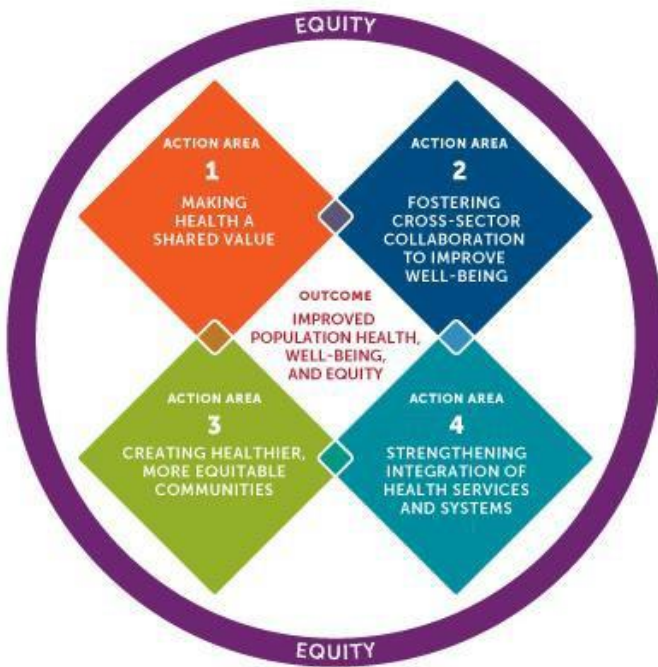 EQUITY
ACTION AREA
1
MAKING
HEALTH A
SHARED VALUE
ACTION AREA
2
FOSTERING
CROSS-SECTOR
COLLABORATION
TO IMPROVE
WELL-BEING
OUTCOME
IMPROVED
POPULATION HEALTH,
WELL-BEING,
AND EQUITY
ACTION AREA
3
CREATING HEALTHIER,
MORE EQUITABLE
COMMUNITIES
ACTION AREA
4
STRENGTHENING
INTEGRATION OF
HEALTH SERVICES
AND SYSTEMS
EQUITY